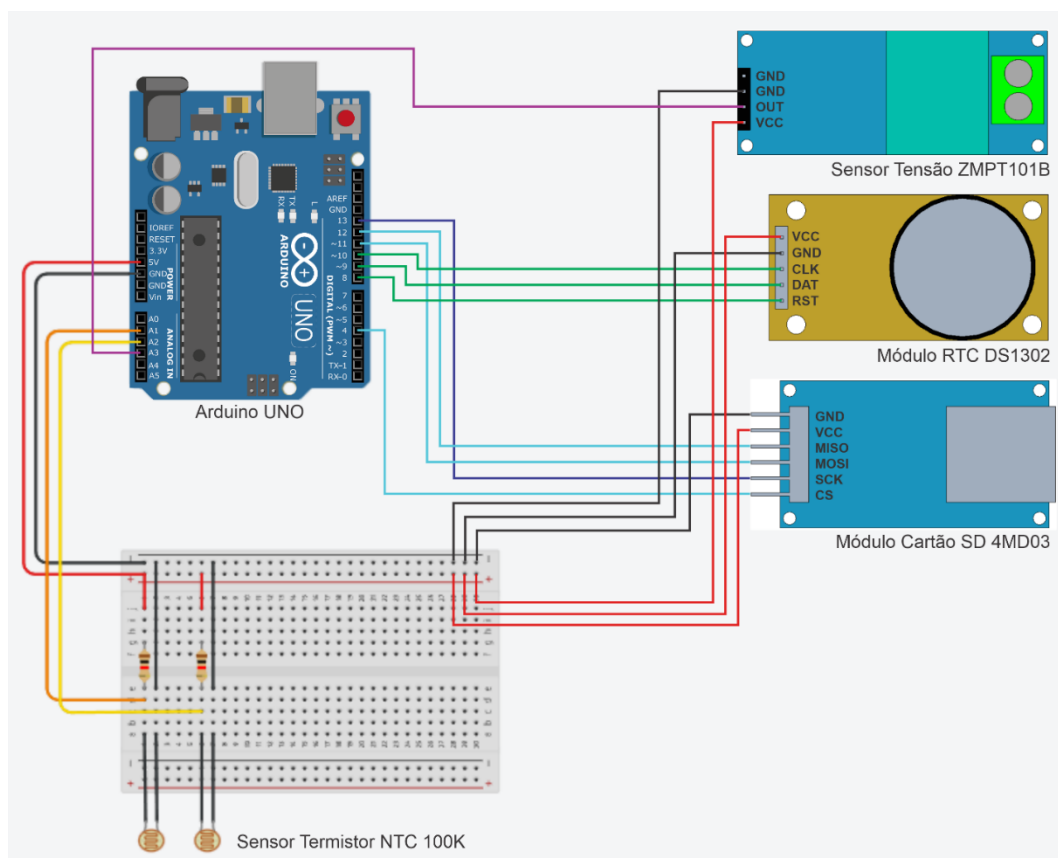 GND
GND
OUT
VCC
Sensor Tensão ZMPT101B
VCC
GND
CLK
DAT
RST
Módulo RTC DS1302
GND
VCC
MISO
MOSI
SCK
CS
Módulo Cartão SD 4MD03
AREF
GND
13
12
~11
~10
~9
8
7
~6
~5
4
~3
2
TX-1
RX-0
DIGITAL (PWM ~)
RX
TX
L
ARDUINO
UNO
ON
IOREF
RESET
3.3V
5V
GND
GND
Vin
POWER
A0
A1
A2
A3
A4
A5
ANALOG IN
Arduino UNO
Sensor Termistor NTC 100K